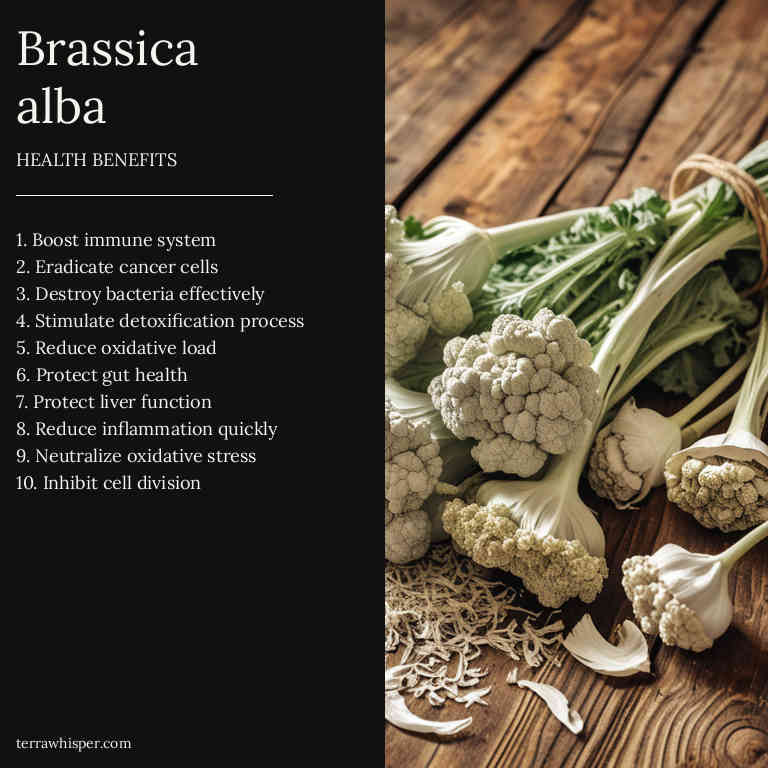 Brassica
alba
HEALTH BENEFITS
1. Boost immune system
2. Eradicate cancer cells
3. Destroy bacteria effectively
4. Stimulate detoxification process
5. Reduce oxidative load
6. Protect gut health
7. Protect liver function
8. Reduce inflammation quickly
9. Neutralize oxidative stress
10. Inhibit cell division
terrawhisper.com